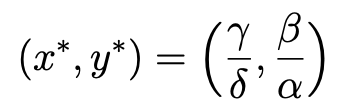 (x*, y*) = (γ/δ, β/α)